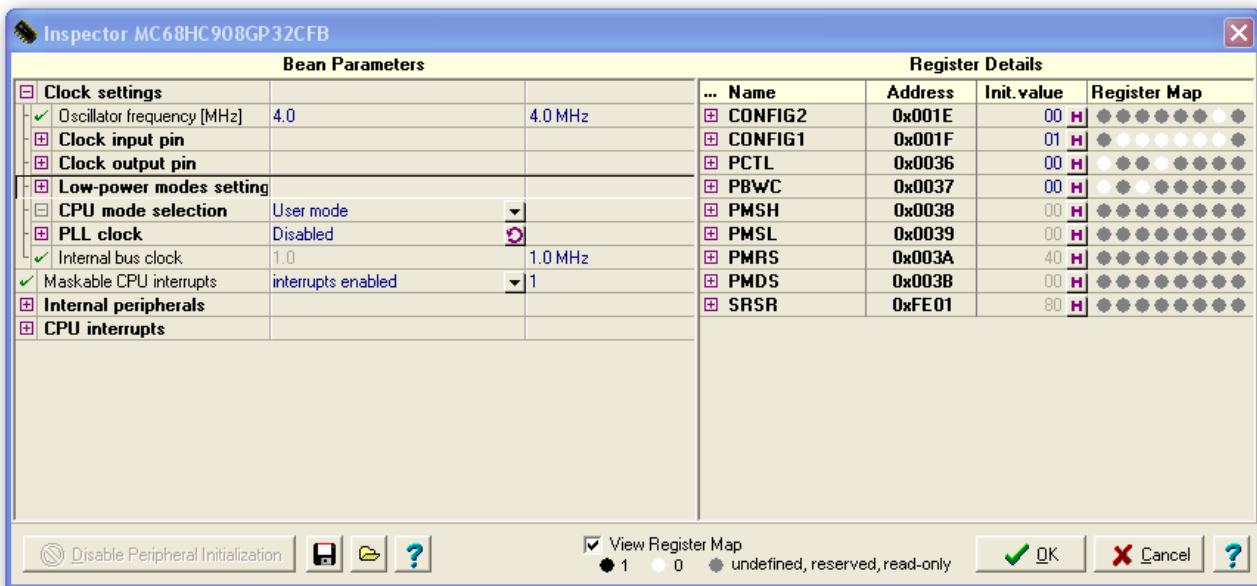 Inspector MC68HC908GP32CFB
Bean Parameters
Register Details
Clock settings
Oscillator frequency [MHz] 4.0 4.0 MHz
Clock input pin
Clock output pin
Low-power modes setting
CPU mode selection User mode
PLL clock Disabled
Internal bus clock 1.0 1.0 MHz
Maskable CPU interrupts interrupts enabled 1
Internal peripherals
CPU interrupts
... Name Address Init.value Register Map
CONFIG2 0x001E 00 H
CONFIG1 0x001F 01 H
PCTL 0x0036 00 H
PBWC 0x0037 00 H
PMSH 0x0038 00 H
PMSL 0x0039 00 H
PMRS 0x003A 40 H
PMDS 0x003B 00 H
SRSR 0xFE01 80 H
Disable Peripheral Initialization ?
View Register Map
1 0 undefined, reserved, read-only
OK Cancel ?